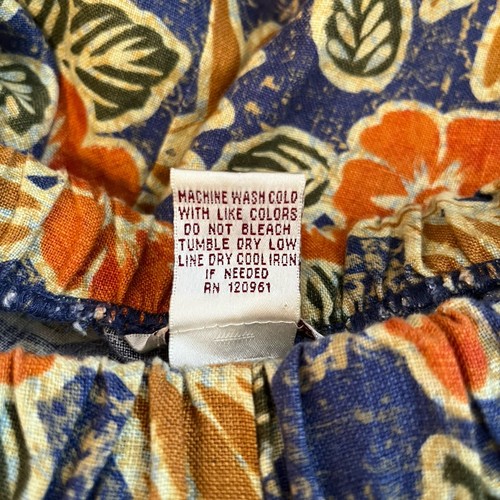 MACHINE WASH COLD
WITH LIKE COLORS
DO NOT BLEACH
TUMBLE DRY LOW
LINE DRY COOL IRON
IF NEEDED
RN 120961